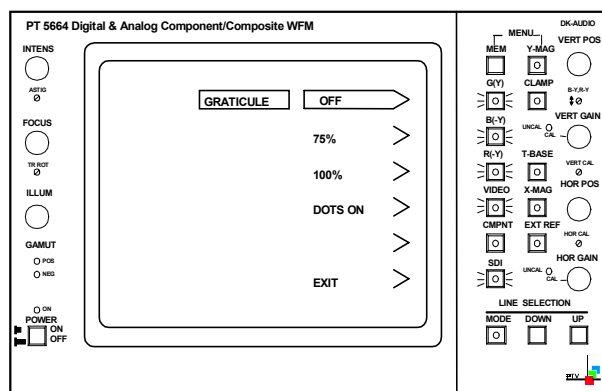 PT 5664 Digital & Analog Component/Composite WFM
INTENS
ASTIG
FOCUS
TR ROT
ILLUM
GAMUT
POS
NEG
ON
POWER
ON
OFF
GRATICULE OFF
75%
100%
DOTS ON
EXIT
DK-AUDIO
MENU
VERT POS
MEM Y-MAG
G(Y) CLAMP
B-Y,R-Y
B(-Y)
VERT GAIN
UNCAL
CAL
R(-Y) T-BASE
VERT CAL
HOR POS
VIDEO X-MAG
CMPNT EXT REF
HOR CAL
HOR GAIN
SDI
UNCAL
CAL
LINE SELECTION
MODE DOWN UP
PTV